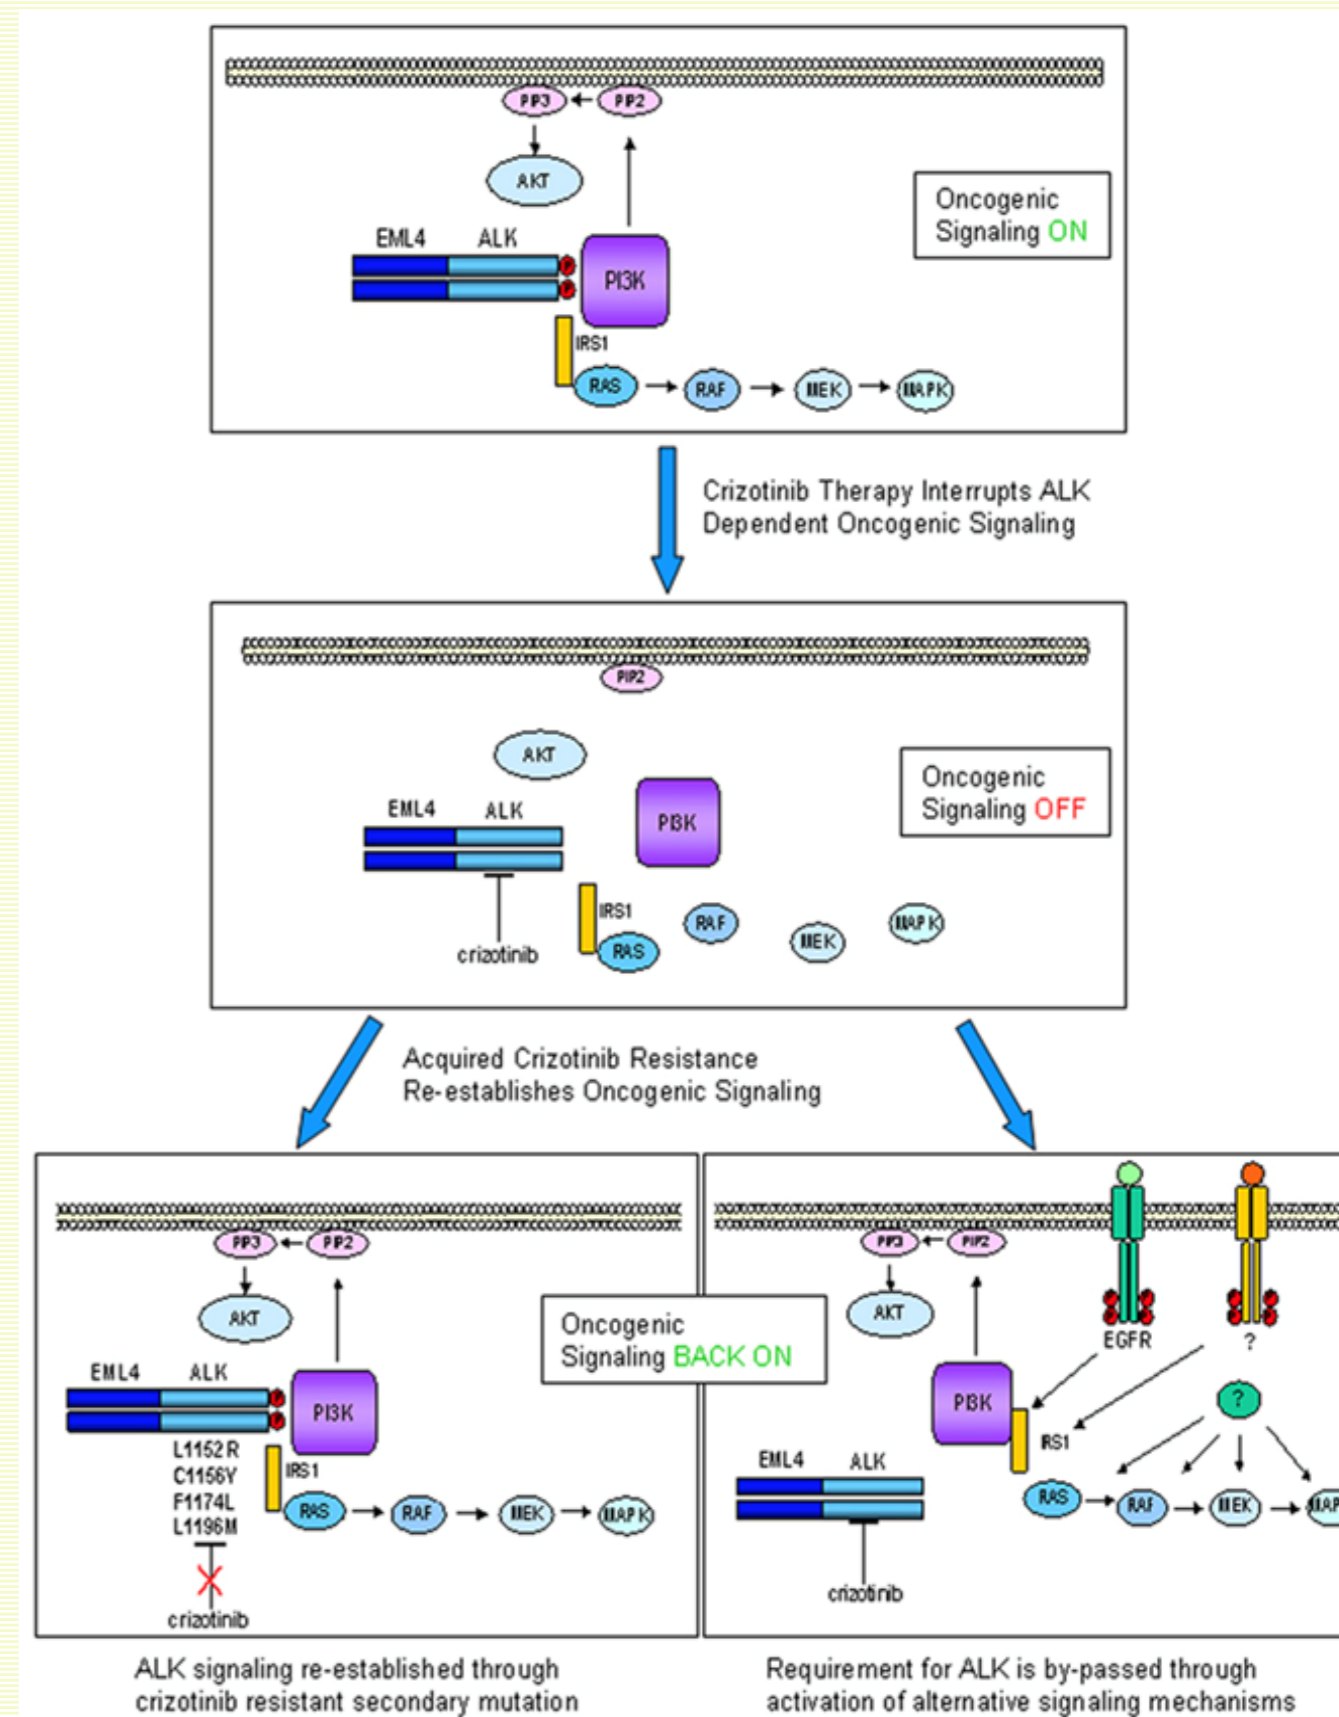 PIP3
PIP2
AKT
Oncogenic
Signaling ON
EML4 ALK
P
P
PI3K
IRS1
RAS
RAF
MEK
MAPK
Crizotinib Therapy Interrupts ALK
Dependent Oncogenic Signaling
PIP2
AKT
Oncogenic
Signaling OFF
EML4 ALK
PI3K
IRS1
RAF
MAPK
MEK
RAS
crizotinib
Acquired Crizotinib Resistance
Re-establishes Oncogenic Signaling
PIP3
PIP2
AKT
Oncogenic
Signaling BACK ON
EML4 ALK
P
P
PI3K
L1152R
C1156Y
F1174L
L1196M
IRS1
RAS
RAF
MEK
MAPK
crizotinib
ALK signaling re-established through
crizotinib resistant secondary mutation
PIP3
PIP2
AKT
EGFR
?
PI3K
?
IRS1
EML4 ALK
RAS
RAF
MEK
MAP
crizotinib
Requirement for ALK is by-passed through
activation of alternative signaling mechanisms